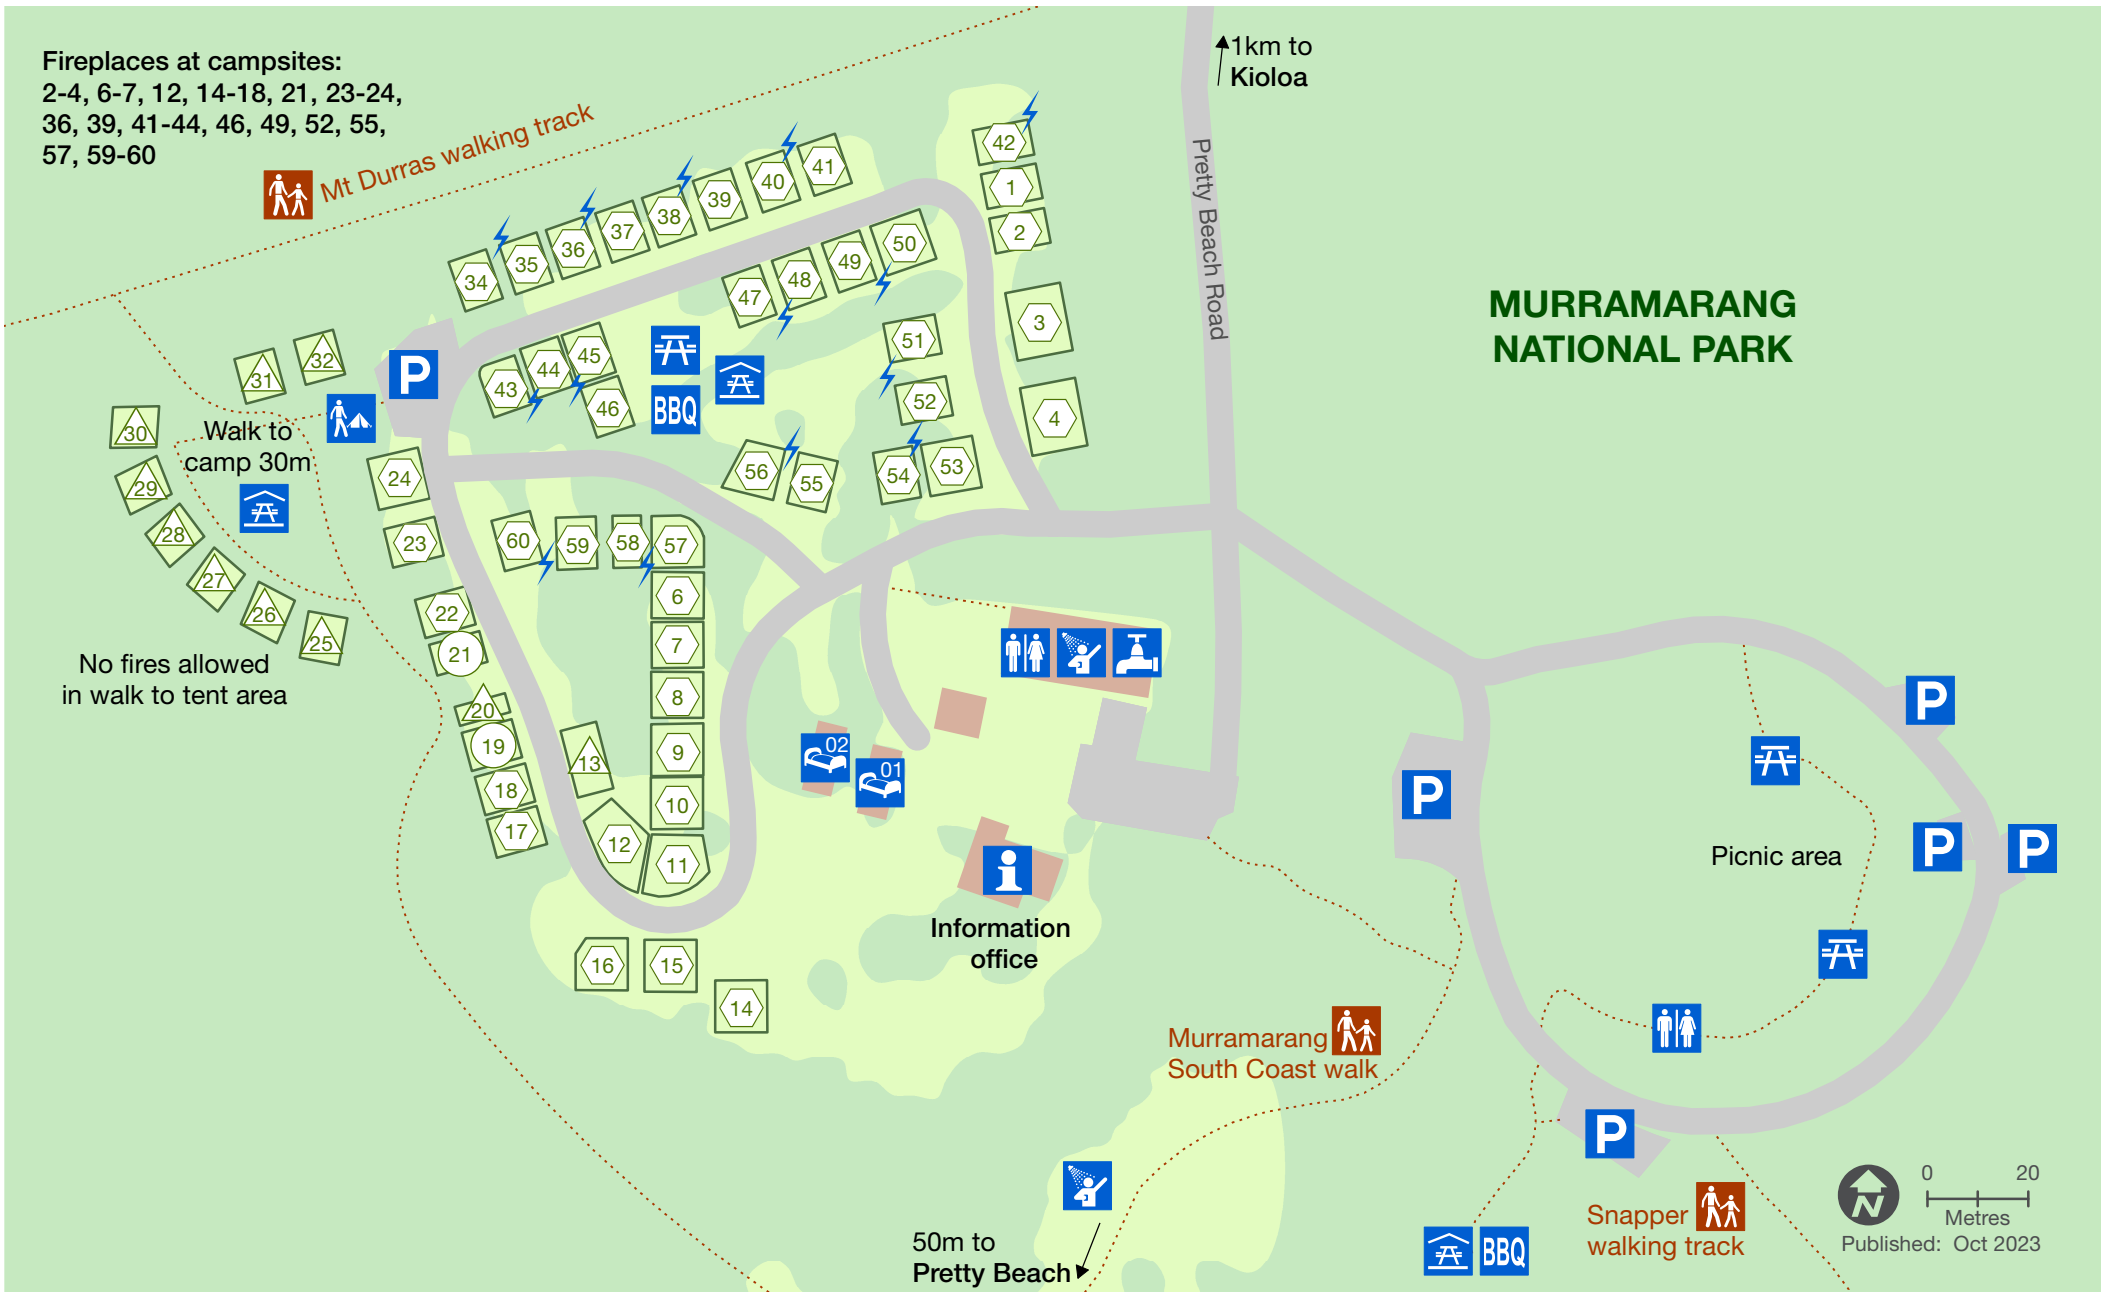 Fireplaces at campsites:
2-4, 6-7, 12, 14-18, 21, 23-24,
36, 39, 41-44, 46, 49, 52, 55,
57, 59-60
Mt Durras walking track
1km to
Kioloa
Pretty Beach Road
MURRAMARANG
NATIONAL PARK
42
1
2
3
4
41
40
39
38
37
36
35
34
50
49
48
47
51
52
53
54
45
44
43
46
BBQ
56
55
P
32
31
30
29
28
27
26
25
Walk to
camp 30m
No fires allowed
in walk to tent area
24
23
22
21
20
19
18
17
60
59
58
57
6
7
8
9
10
11
12
13
16
15
14
02
01
i
Information
office
P
P
P
P
Picnic area
P
Murramarang
South Coast walk
50m to
Pretty Beach
BBQ
Snapper
walking track
N
0 20
Metres
Published: Oct 2023